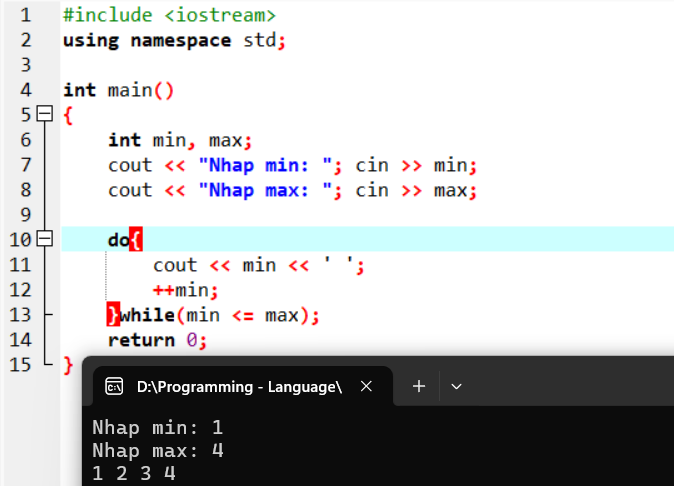 1 #include <iostream>
2 using namespace std;
3
4 int main()
5 {
6 int min, max;
7 cout << "Nhap min: "; cin >> min;
8 cout << "Nhap max: "; cin >> max;
9
10 do{
11 cout << min << ' ';
12 ++min;
13 }while(min <= max);
14 return 0;
15 }
D:\Programming - Language\
Nhap min: 1
Nhap max: 4
1 2 3 4